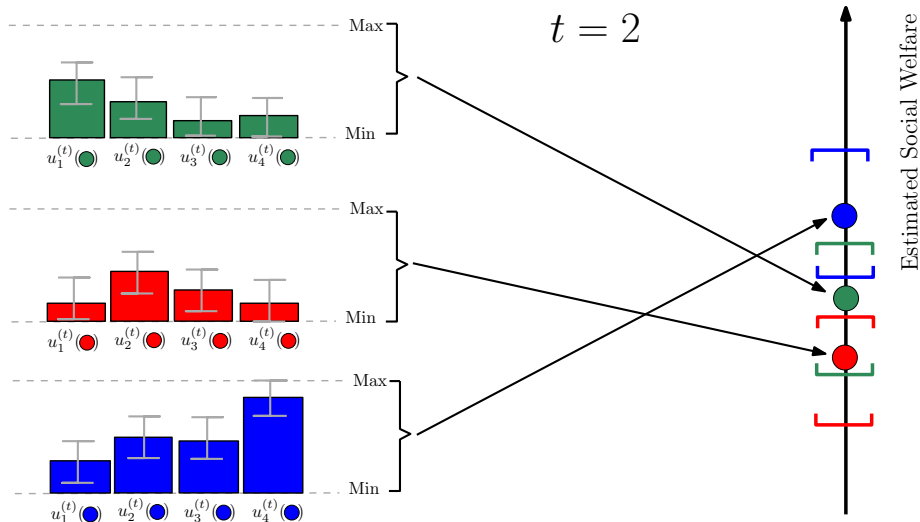 t = 2
Max
Min
u_1^{(t)}(●) u_2^{(t)}(●) u_3^{(t)}(●) u_4^{(t)}(●)
Max
Min
u_1^{(t)}(●) u_2^{(t)}(●) u_3^{(t)}(●) u_4^{(t)}(●)
Max
Min
u_1^{(t)}(●) u_2^{(t)}(●) u_3^{(t)}(●) u_4^{(t)}(●)
Estimated Social Welfare